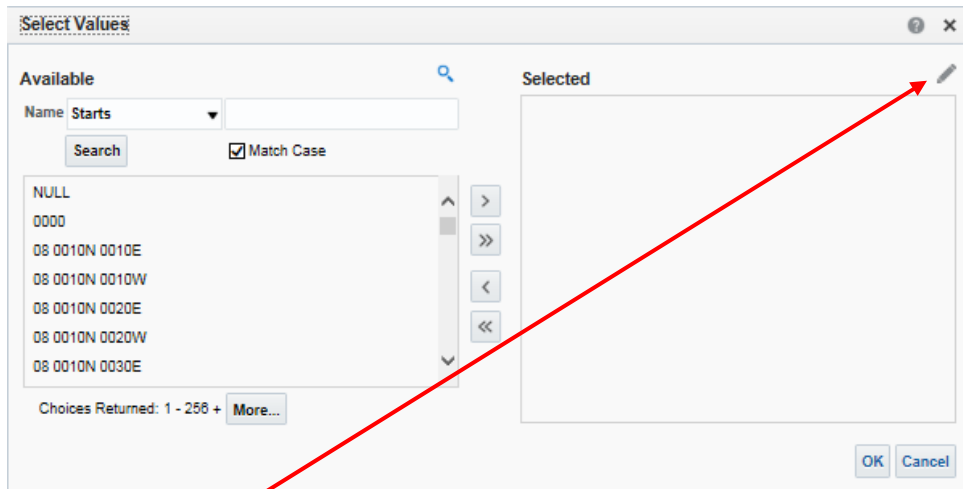 Select Values
Available
Selected
Name Starts
Search Match Case
NULL
0000
08 0010N 0010E
08 0010N 0010W
08 0010N 0020E
08 0010N 0020W
08 0010N 0030E
> 
>>
<
<<
Choices Returned: 1 - 256 + More...
OK Cancel